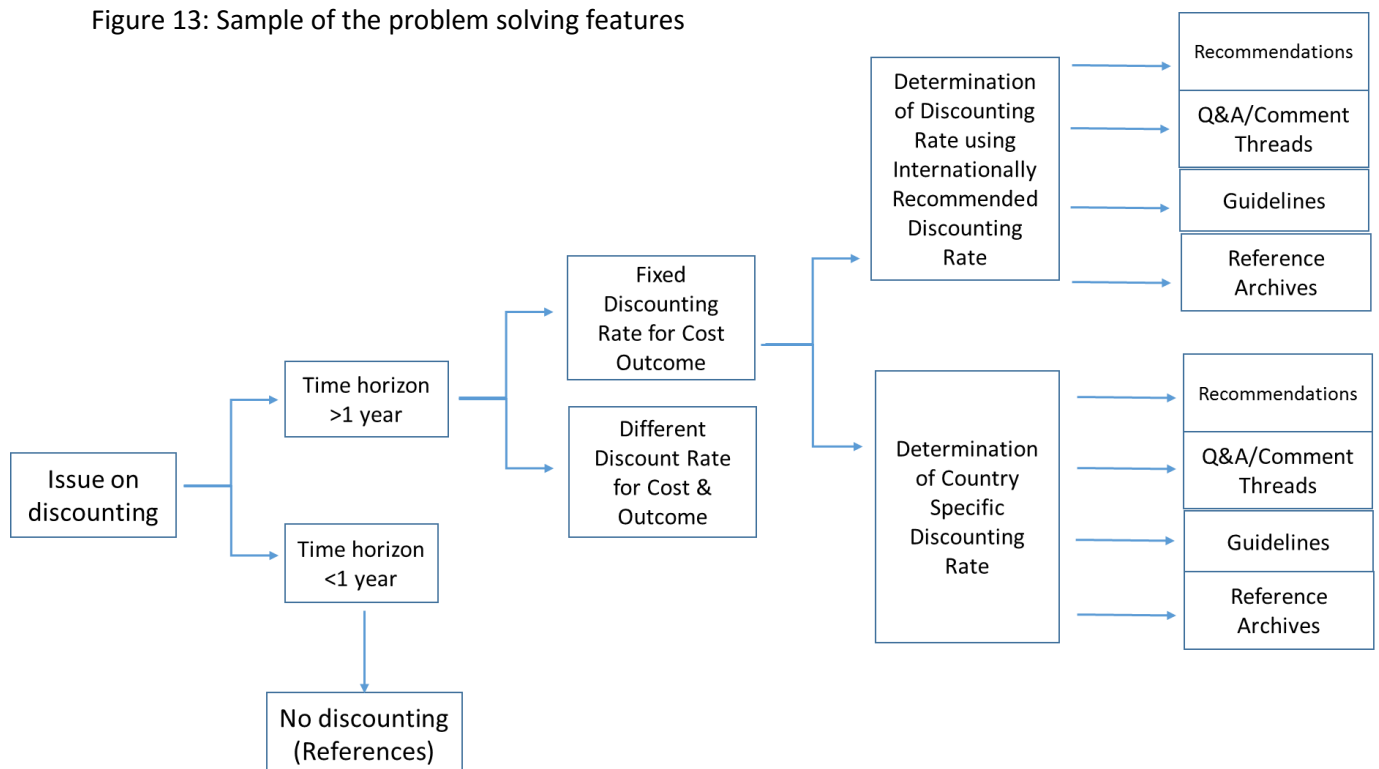 Figure 13: Sample of the problem solving features
Issue on
discounting
Time horizon
>1 year
Time horizon
<1 year
No discounting
(References)
Fixed
Discounting
Rate for Cost
Outcome
Different
Discount Rate
for Cost &
Outcome
Determination
of Discounting
Rate using
Internationally
Recommended
Discounting
Rate
Recommendations
Q&A/Comment
Threads
Guidelines
Reference
Archives
Determination
of Country
Specific
Discounting
Rate
Recommendations
Q&A/Comment
Threads
Guidelines
Reference
Archives